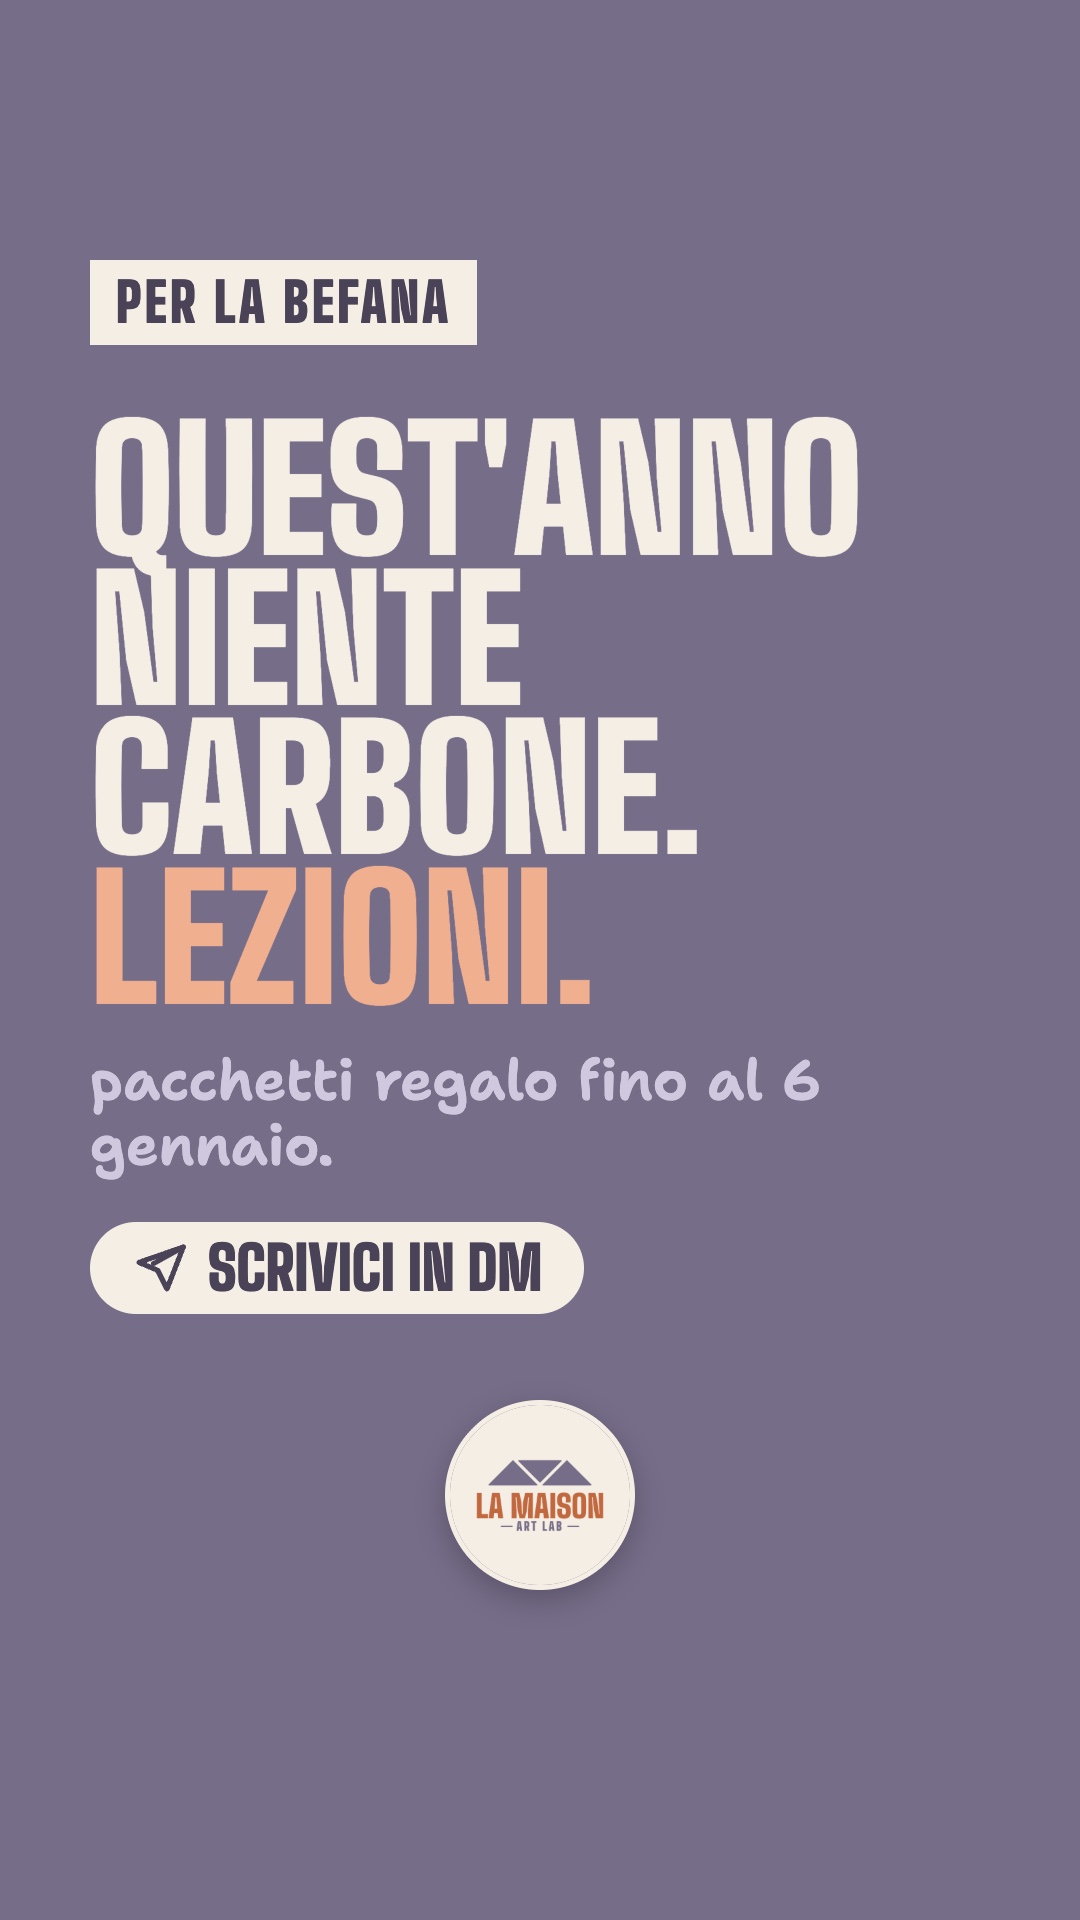 PER LA BEFANA
QUEST'ANNO
NIENTE
CARBONE.
LEZIONI.
pacchetti regalo fino al 6
gennaio.
SCRIVICI IN DM
LA MAISON
— ART LAB —